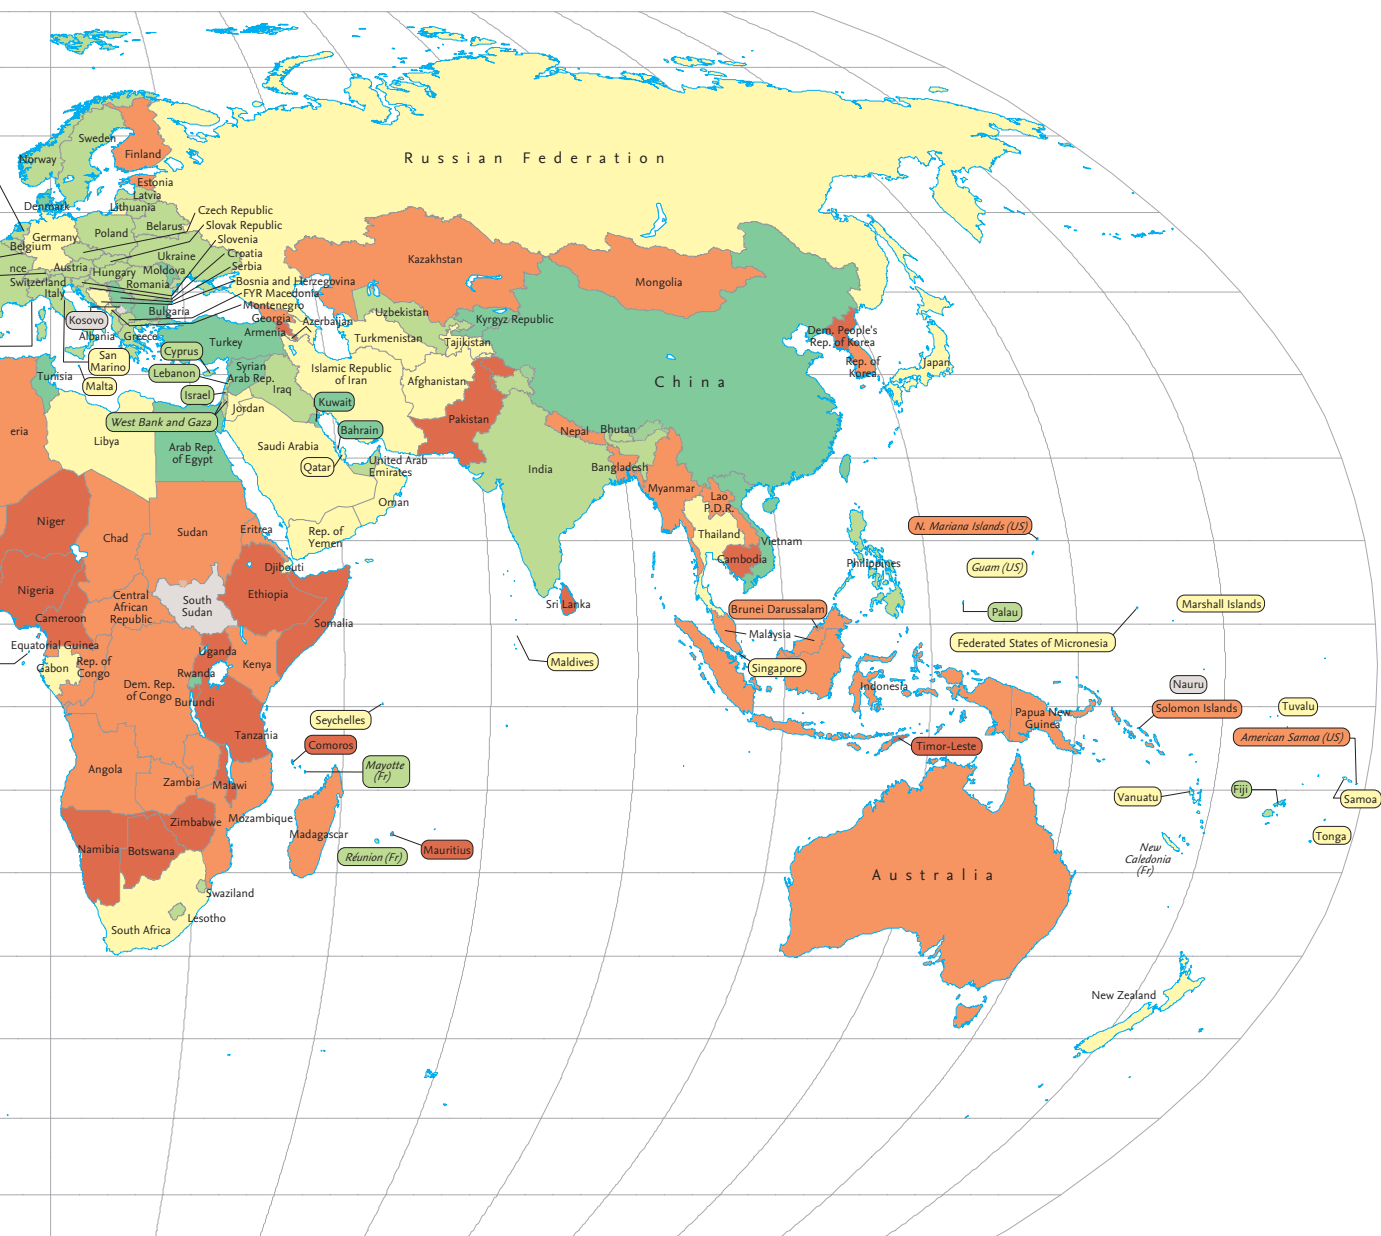 Russian Federation
Sweden
Norway
Finland
Estonia
Latvia
Lithuania
Denmark
Czech Republic
Slovak Republic
Slovenia
Croatia
Serbia
Bosnia and Herzegovina
FYR Macedonia
Montenegro
Germany
Poland
Belarus
Belgium
Ukraine
nce
Austria
Hungary
Moldova
Switzerland
Romania
Italy
Bulgaria
Kosovo
Albania
Greece
San
Marino
Malta
Georgia
Armenia
Azerbaijan
Turkey
Cyprus
Lebanon
Israel
West Bank and Gaza
Syrian
Arab Rep.
Iraq
Jordan
Kuwait
Bahrain
Qatar
Kazakhstan
Mongolia
Uzbekistan
Kyrgyz Republic
Turkmenistan
Tajikistan
Islamic Republic
of Iran
Afghanistan
China
Dem. People's
Rep. of Korea
Rep. of
Korea
Japan
Tunisia
eria
Libya
Arab Rep.
of Egypt
Saudi Arabia
United Arab
Emirates
Oman
Rep. of
Yemen
Pakistan
India
Nepal
Bhutan
Bangladesh
Myanmar
Lao
P.D.R.
Thailand
Vietnam
Cambodia
Philippines
Sri Lanka
Niger
Chad
Sudan
Eritrea
Djibouti
Nigeria
Central
African
Republic
South
Sudan
Ethiopia
Cameroon
Somalia
Equatorial Guinea
Gabon
Rep. of
Congo
Uganda
Kenya
Rwanda
Dem. Rep.
of Congo
Burundi
Tanzania
Angola
Zambia
Malawi
Mozambique
Zimbabwe
Madagascar
Namibia
Botswana
Swaziland
Lesotho
South Africa
Seychelles
Comoros
Mayotte
(Fr)
Mauritius
Réunion (Fr)
Maldives
Brunei Darussalam
Malaysia
Singapore
Indonesia
Timor-Leste
Papua New
Guinea
N. Mariana Islands (US)
Guam (US)
Palau
Marshall Islands
Federated States of Micronesia
Nauru
Solomon Islands
Tuvalu
American Samoa (US)
Vanuatu
Fiji
Samoa
Tonga
New
Caledonia
(Fr)
Australia
New Zealand